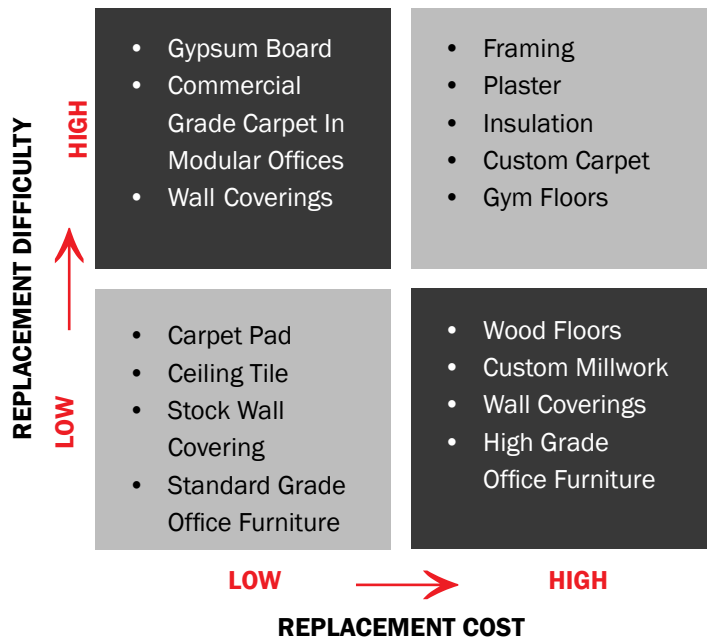 REPLACEMENT DIFFICULTY
HIGH
LOW
• Gypsum Board
• Commercial
Grade Carpet In
Modular Offices
• Wall Coverings
• Framing
• Plaster
• Insulation
• Custom Carpet
• Gym Floors
• Carpet Pad
• Ceiling Tile
• Stock Wall
Covering
• Standard Grade
Office Furniture
• Wood Floors
• Custom Millwork
• Wall Coverings
• High Grade
Office Furniture
LOW
HIGH
REPLACEMENT COST